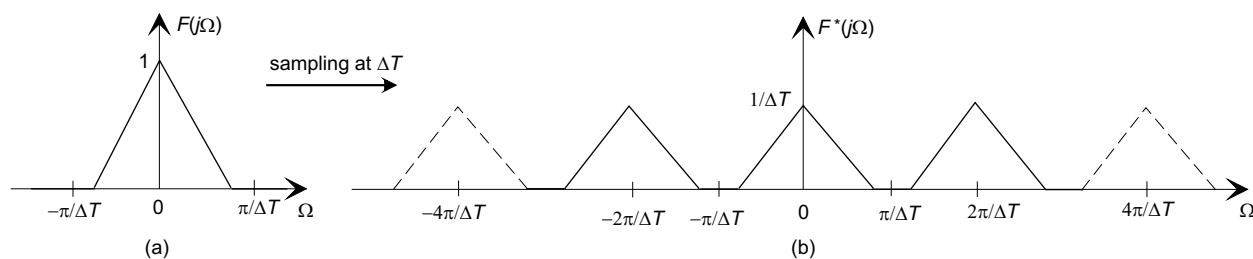 F(jΩ)
1
−π/ΔT
0
π/ΔT
Ω
(a)
sampling at ΔT
F*(jΩ)
1/ΔT
−4π/ΔT
−2π/ΔT
−π/ΔT
0
π/ΔT
2π/ΔT
4π/ΔT
Ω
(b)